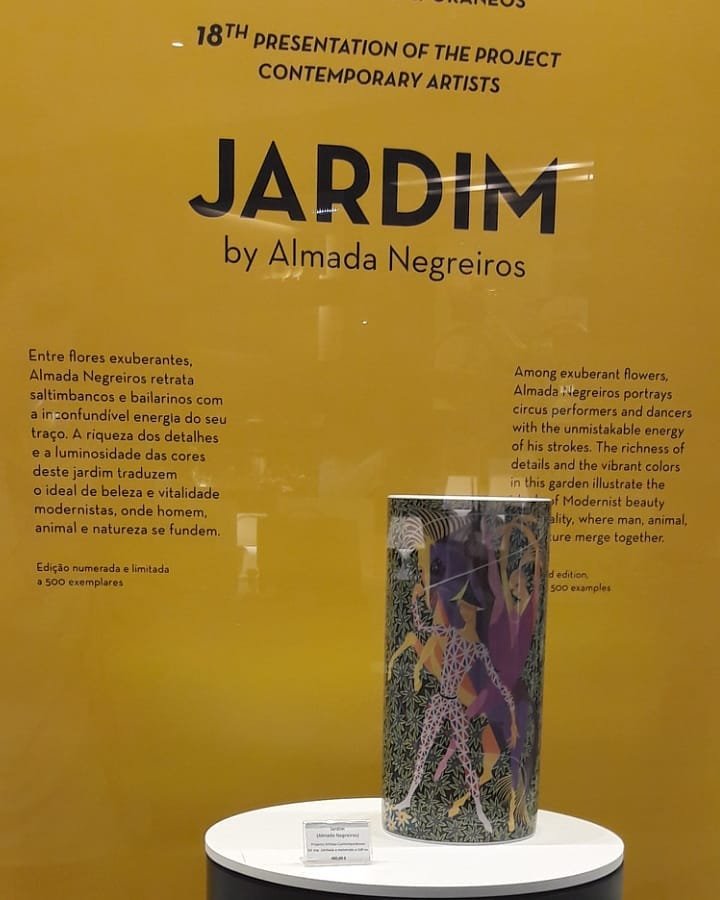 18TH PRESENTATION OF THE PROJECT
CONTEMPORARY ARTISTS
JARDIM
by Almada Negreiros
Entre flores exuberantes,
Almada Negreiros retrata
saltimbancos e bailarinos com
a inconfundível energia do seu
traço. A riqueza dos detalhes
e a luminosidade das cores
deste jardim traduzem
o ideal de beleza e vitalidade
modernistas, onde homem,
animal e natureza se fundem.
Edição numerada e limitada
a 500 exemplares
Among exuberant flowers,
Almada Negreiros portrays
circus performers and dancers
with the unmistakable energy
of his strokes. The richness of
details and the vibrant colors
in this garden illustrate the
of Modernist beauty
ality, where man, animal,
ure merge together.
d edition,
500 examples
Jardim
(Almada Negreiros)